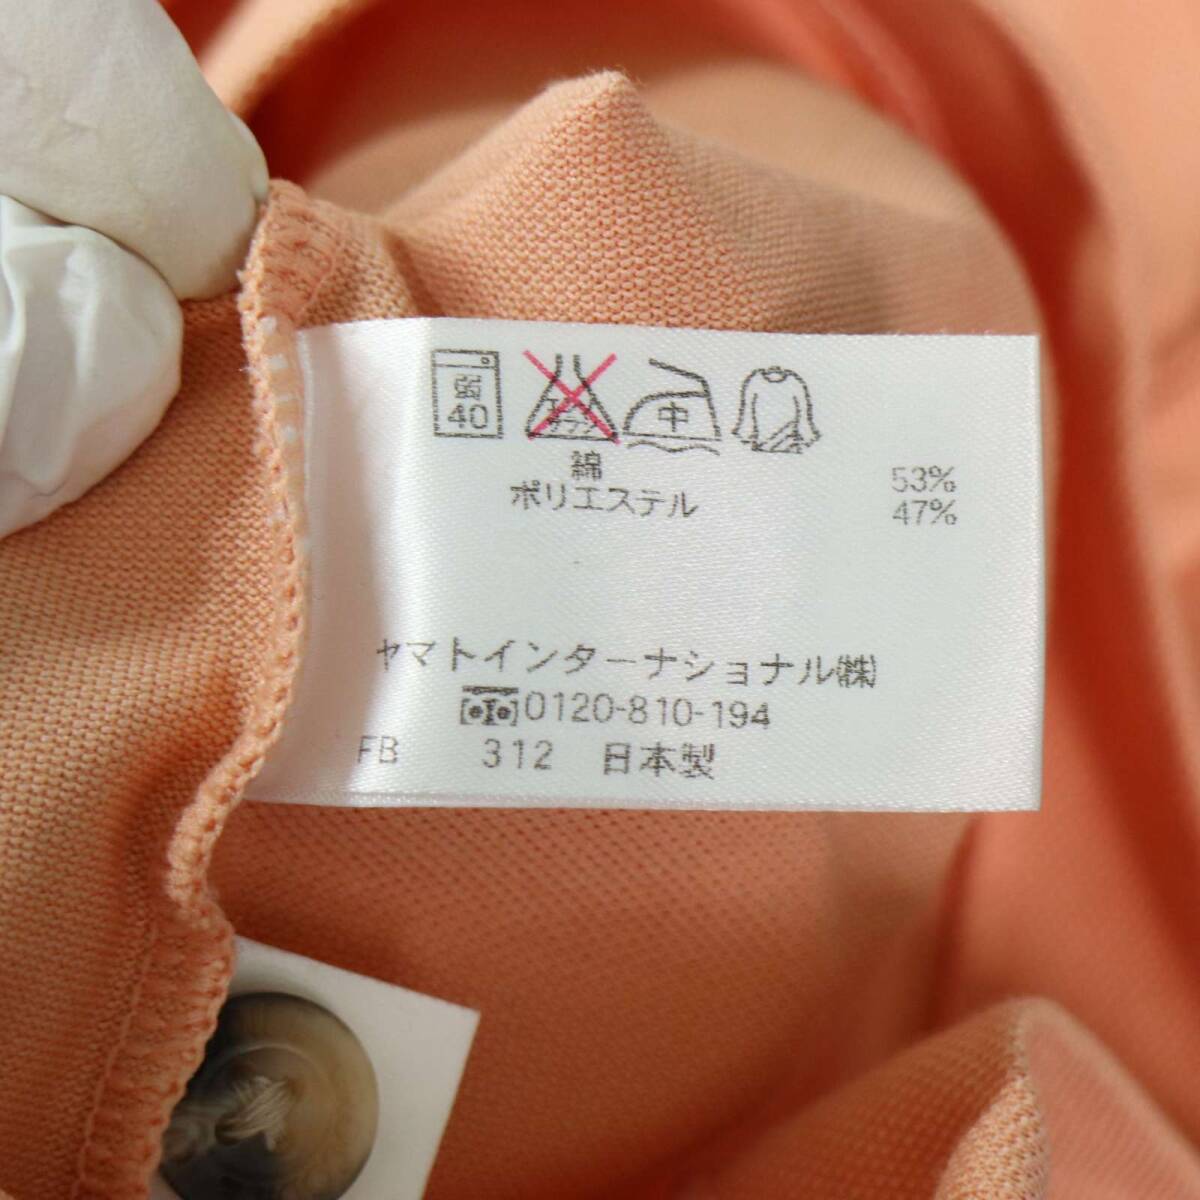 40 中
綿 53%
ポリエステル 47%
ヤマトインターナショナル㈱
0120-810-194
FB 312 日本製